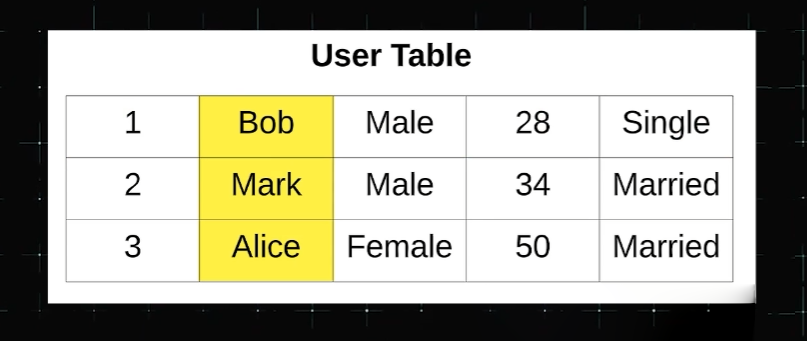 User Table
1 Bob Male 28 Single
2 Mark Male 34 Married
3 Alice Female 50 Married